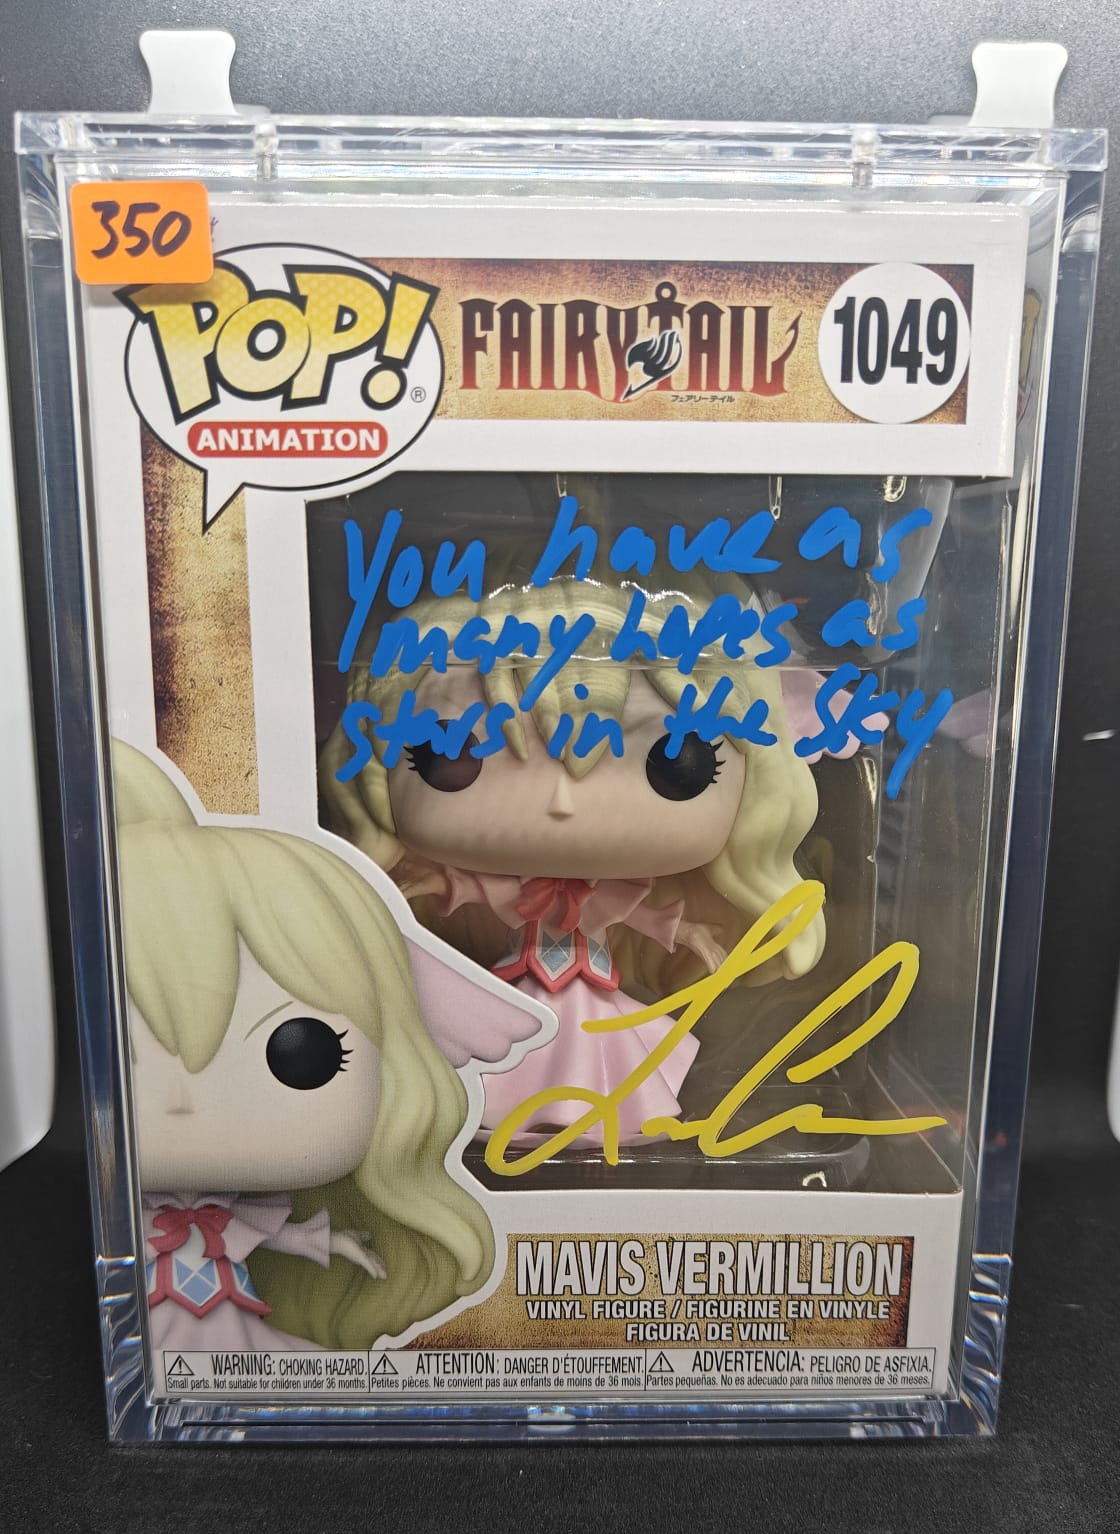 350
POP!®
ANIMATION
FAIRY TAIL
フェアリーテイル
1049
You have as
many hopes as
stars in the sky
MAVIS VERMILLION
VINYL FIGURE / FIGURINE EN VINYLE
FIGURA DE VINIL
WARNING: CHOKING HAZARD.
Small parts. Not suitable for children under 36 months.
ATTENTION: DANGER D'ÉTOUFFEMENT.
Petites pièces. Ne convient pas aux enfants de moins de 36 mois.
ADVERTENCIA: PELIGRO DE ASFIXIA.
Partes pequeñas. No es adecuado para niños menores de 36 meses.